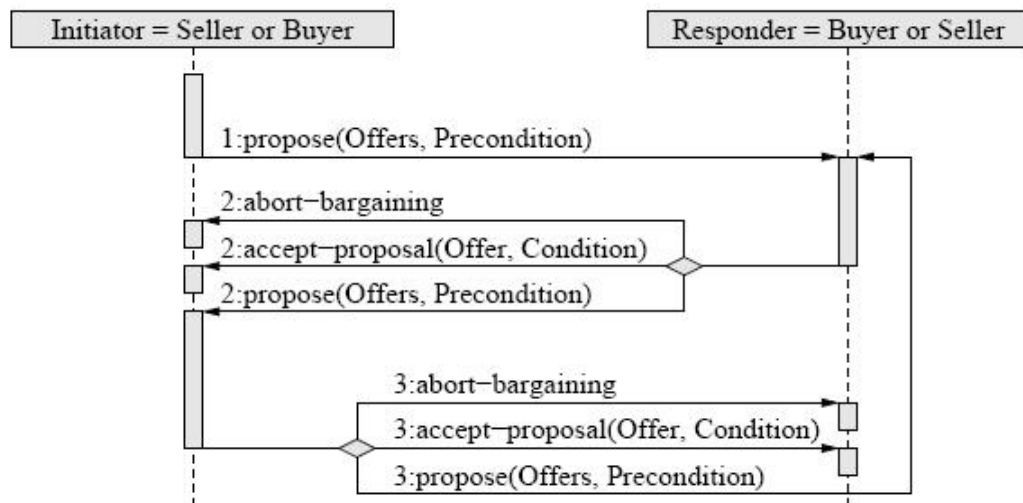 Initiator = Seller or Buyer
Responder = Buyer or Seller
1:propose(Offers, Precondition)
2:abort−bargaining
2:accept−proposal(Offer, Condition)
2:propose(Offers, Precondition)
3:abort−bargaining
3:accept−proposal(Offer, Condition)
3:propose(Offers, Precondition)